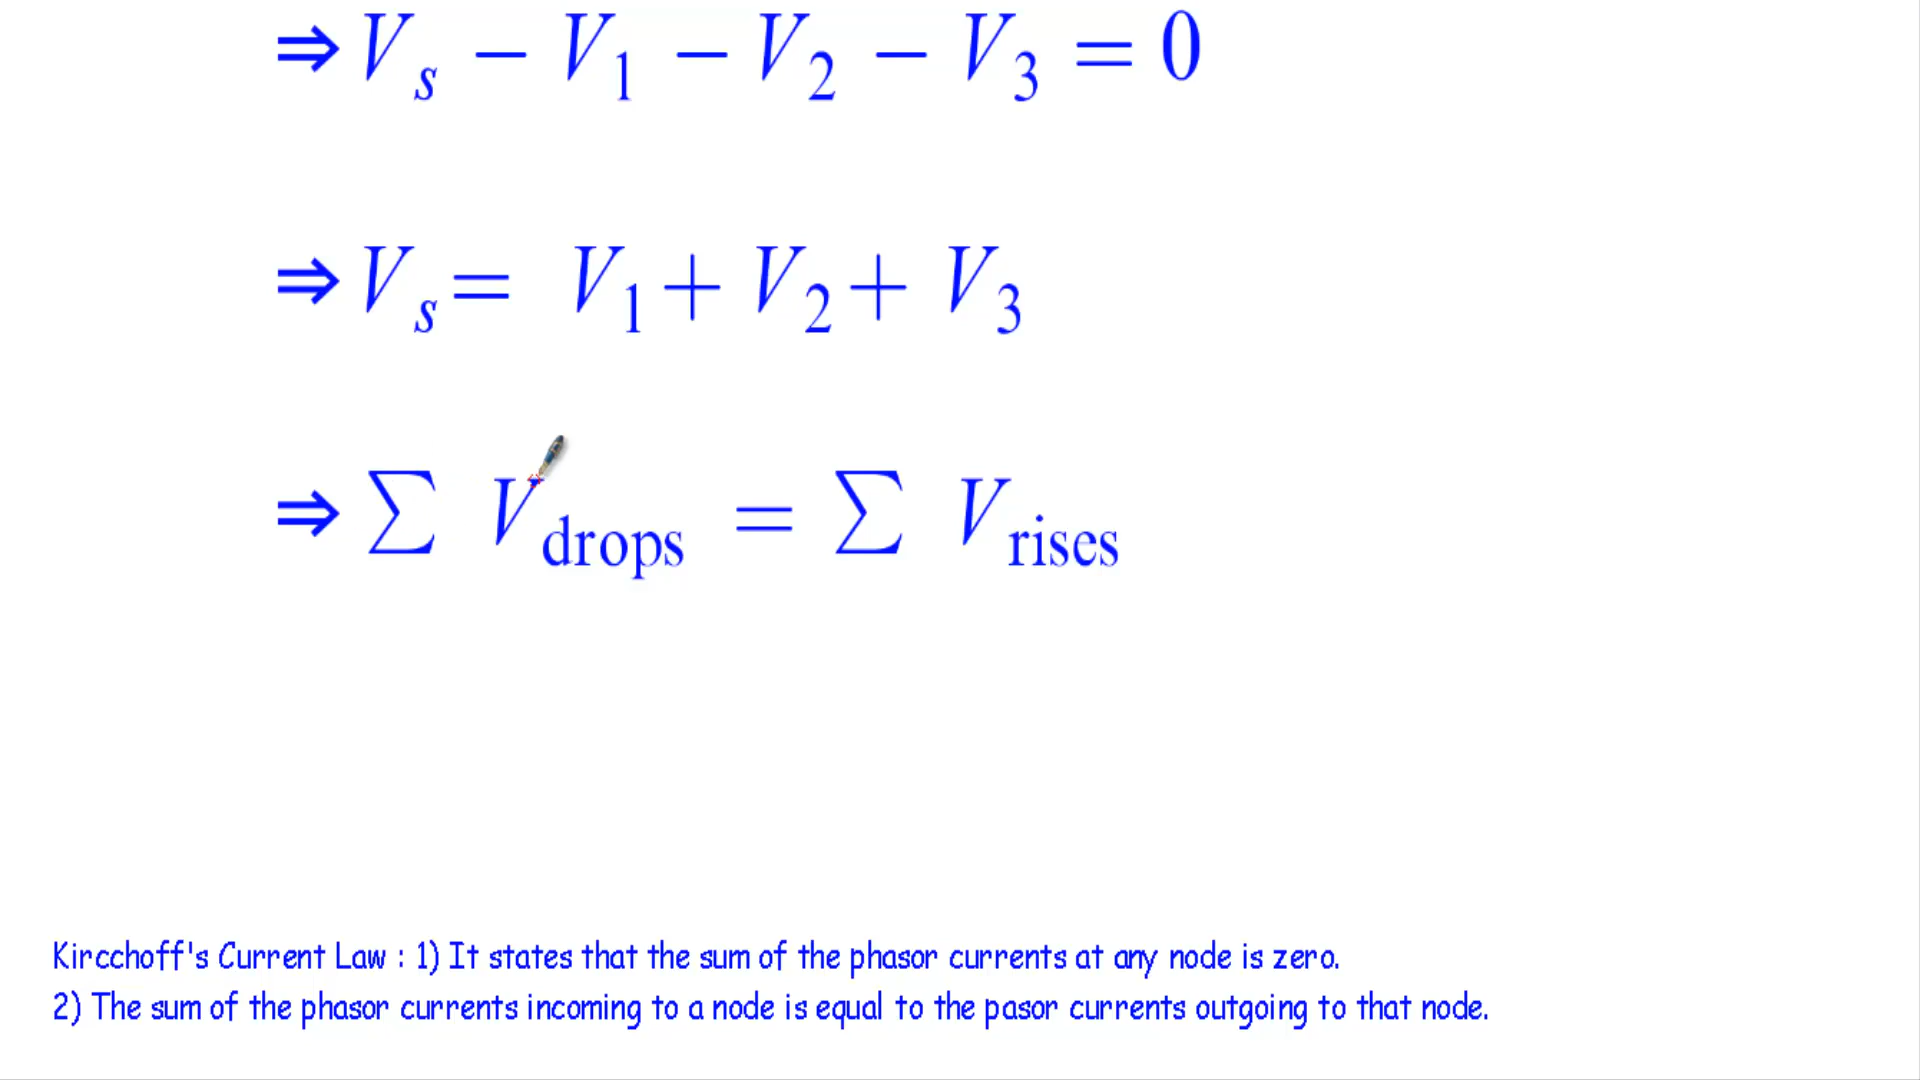 ⇒ V_s − V_1 − V_2 − V_3 = 0
⇒ V_s = V_1 + V_2 + V_3
⇒ ∑ V_drops = ∑ V_rises
Kircchoff's Current Law : 1) It states that the sum of the phasor currents at any node is zero.
2) The sum of the phasor currents incoming to a node is equal to the pasor currents outgoing to that node.